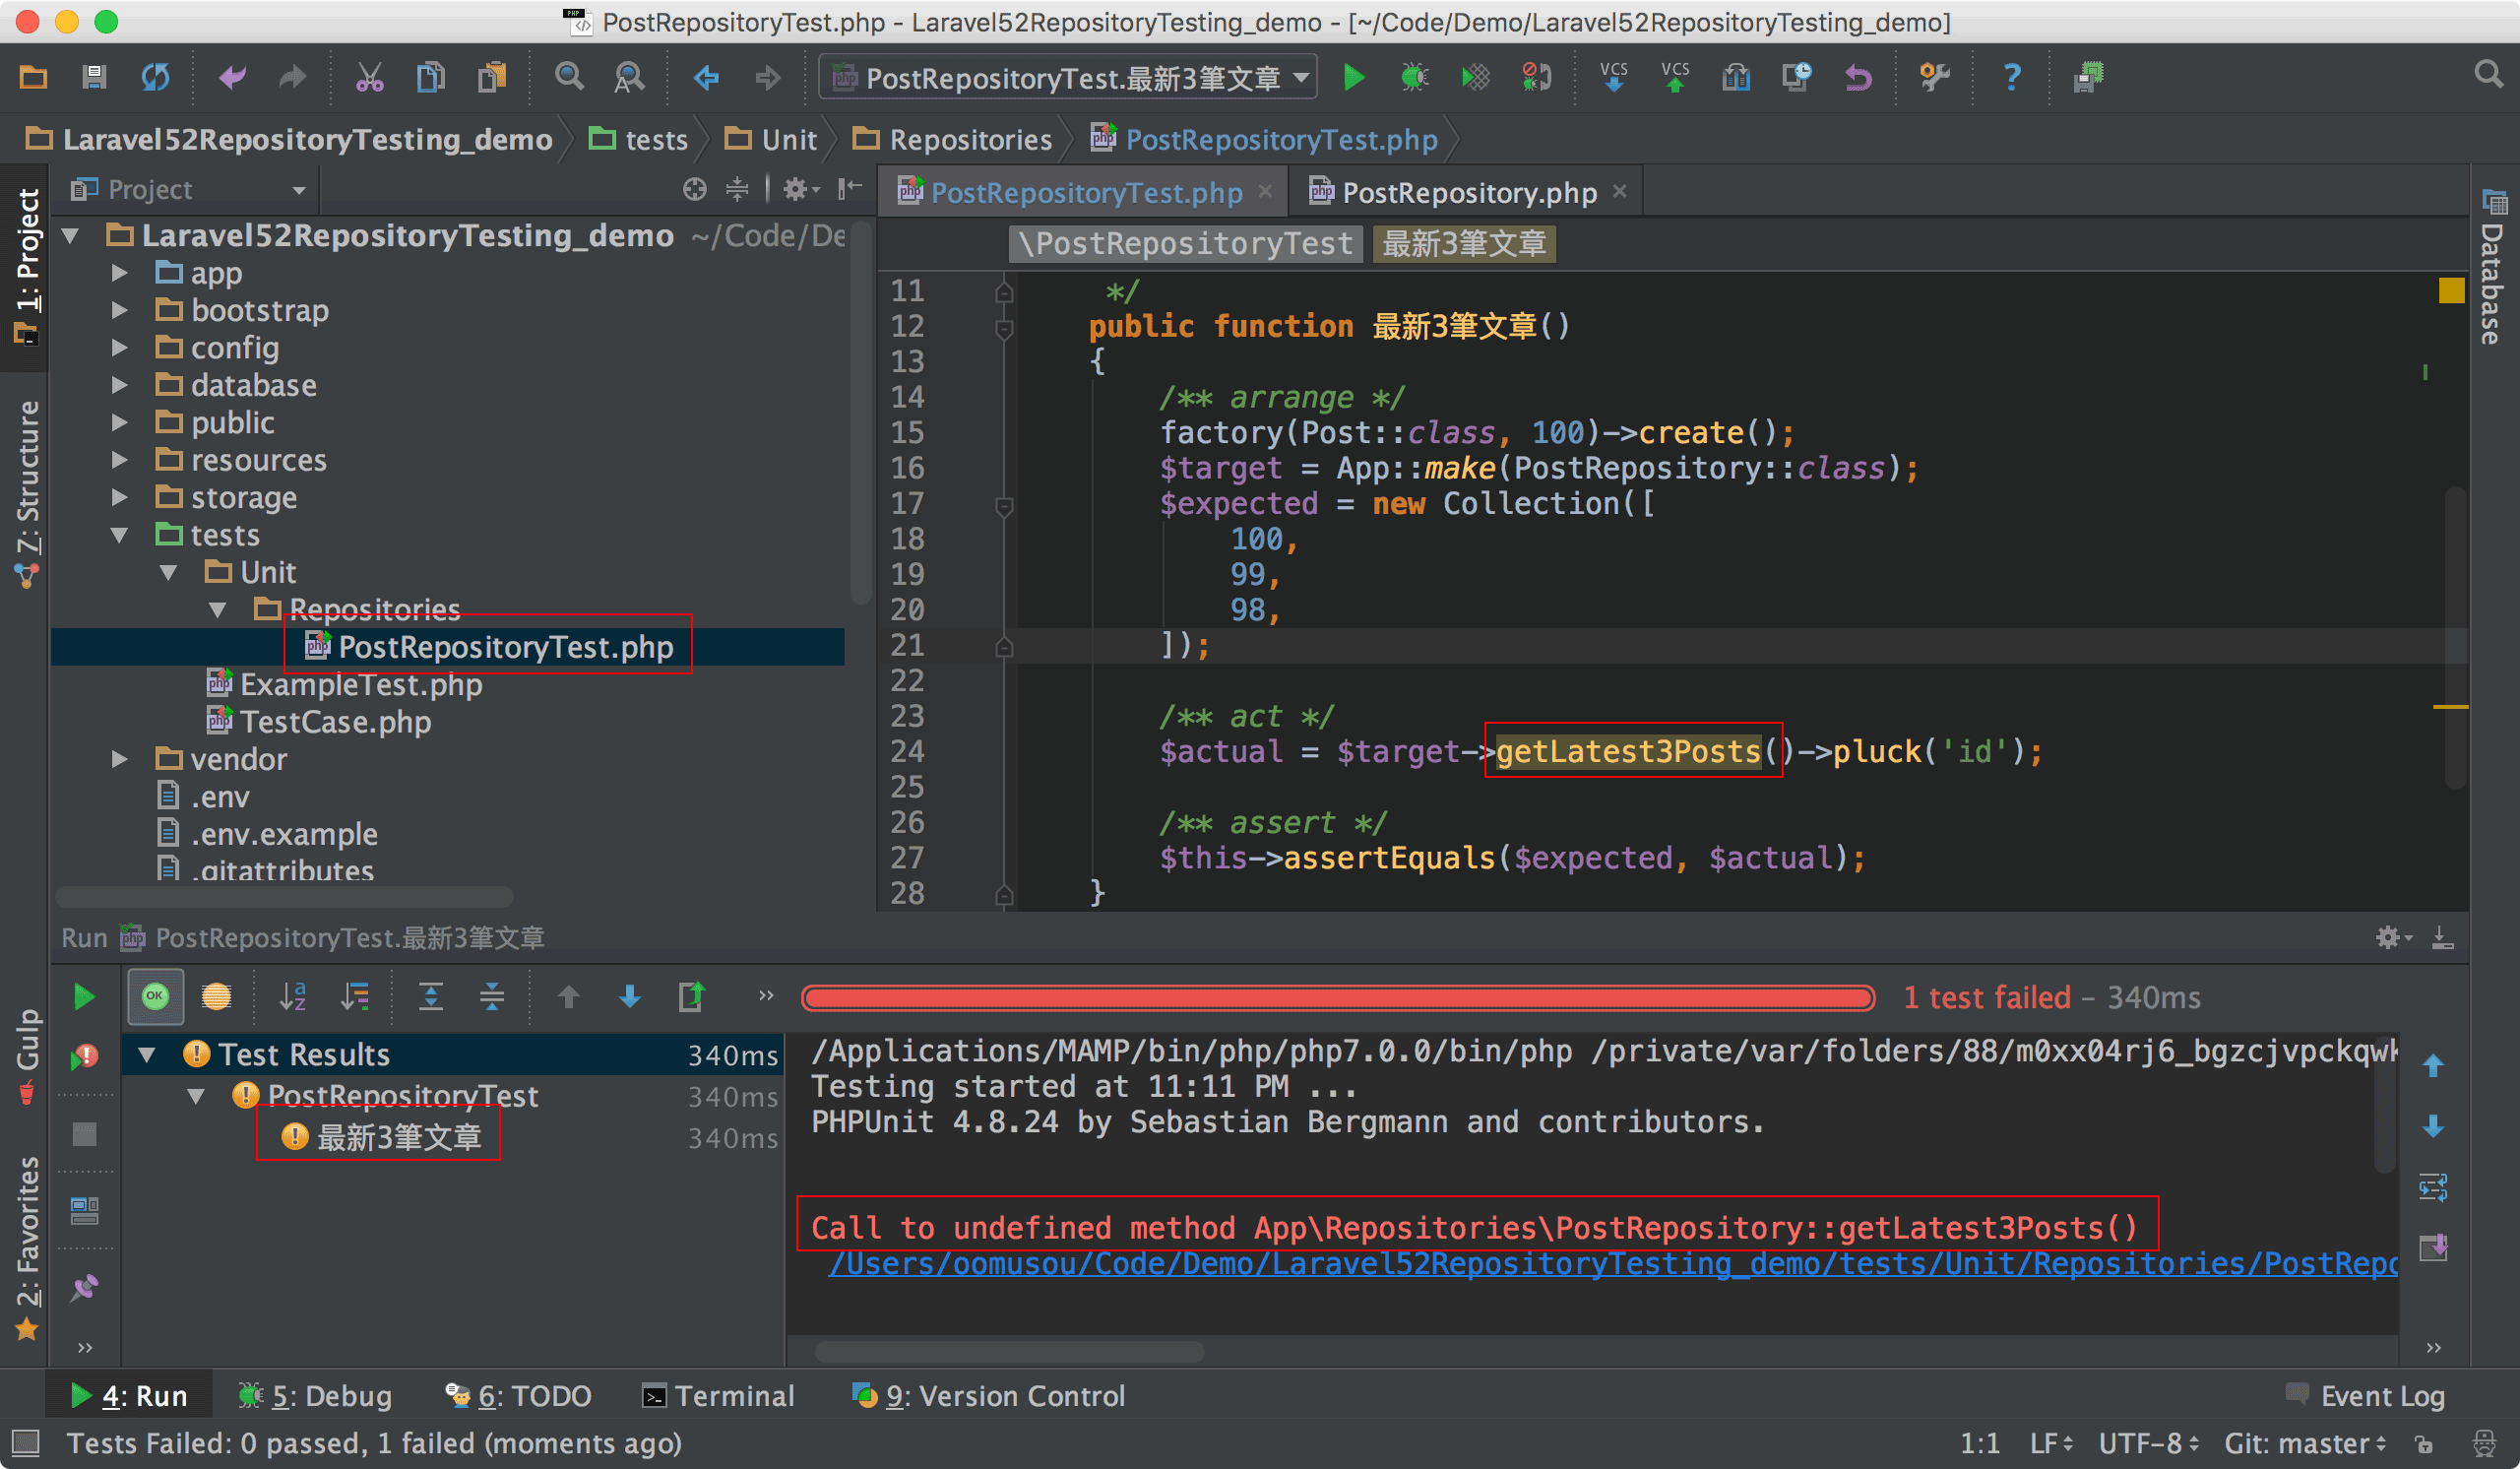 PostRepositoryTest.php - Laravel52RepositoryTesting_demo - [~/Code/Demo/Laravel52RepositoryTesting_demo]
PostRepositoryTest.最新3筆文章
VCS
VCS
Laravel52RepositoryTesting_demo
tests
Unit
Repositories
PostRepositoryTest.php
1: Project
7: Structure
Gulp
2: Favorites
Database
Project
Laravel52RepositoryTesting_demo ~/Code/De
app
bootstrap
config
database
public
resources
storage
tests
Unit
Repositories
PostRepositoryTest.php
ExampleTest.php
TestCase.php
vendor
.env
.env.example
.gitattributes
PostRepositoryTest.php
PostRepository.php
\PostRepositoryTest
最新3筆文章
11 */
12 public function 最新3筆文章()
13 {
14 /** arrange */
15 factory(Post::class, 100)->create();
16 $target = App::make(PostRepository::class);
17 $expected = new Collection([
18 100,
19 99,
20 98,
21 ]);
22
23 /** act */
24 $actual = $target->getLatest3Posts()->pluck('id');
25
26 /** assert */
27 $this->assertEquals($expected, $actual);
28 }
Run PostRepositoryTest.最新3筆文章
OK
1 test failed – 340ms
Test Results 340ms
PostRepositoryTest 340ms
最新3筆文章 340ms
/Applications/MAMP/bin/php/php7.0.0/bin/php /private/var/folders/88/m0xx04rj6_bgzcjvpckqwk
Testing started at 11:11 PM ...
PHPUnit 4.8.24 by Sebastian Bergmann and contributors.
Call to undefined method App\Repositories\PostRepository::getLatest3Posts()
/Users/oomusou/Code/Demo/Laravel52RepositoryTesting_demo/tests/Unit/Repositories/PostRepo
4: Run
5: Debug
6: TODO
Terminal
9: Version Control
Event Log
Tests Failed: 0 passed, 1 failed (moments ago)
1:1
LF
UTF-8
Git: master